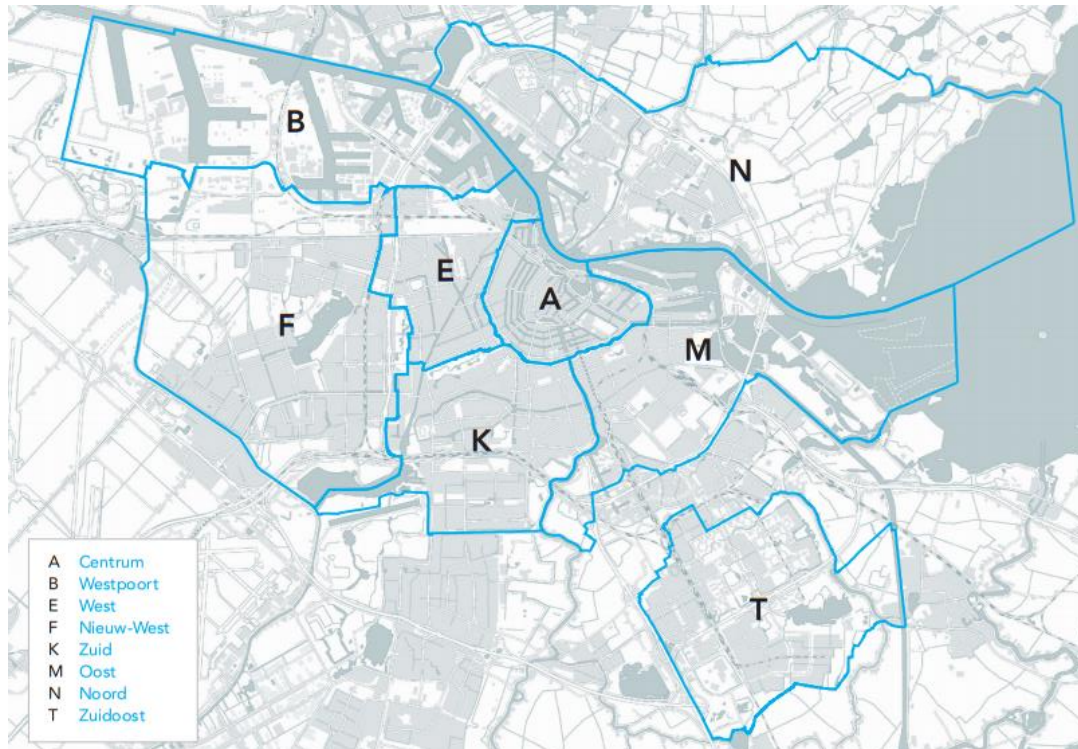 B
N
E
A
F
M
K
T
A Centrum
B Westpoort
E West
F Nieuw-West
K Zuid
M Oost
N Noord
T Zuidoost